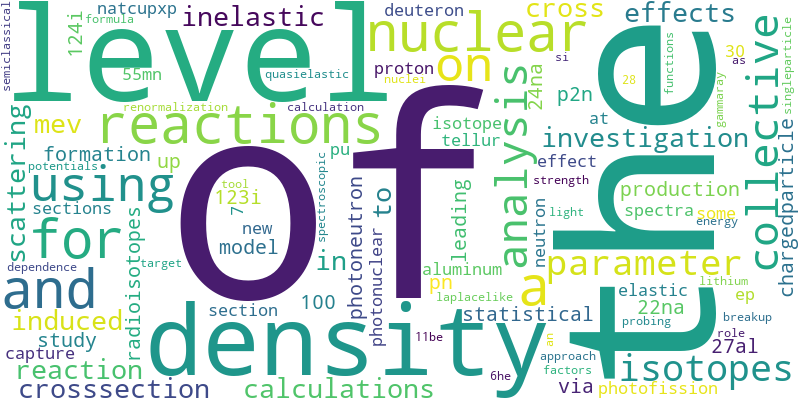 semiclassical
level
of
the
density
natcupxp
124i
formula
inelastic
deuteron
cross
effects
nuclear
on
55mn
quasielastic
proton
nuclei
si
30
as
functions
gammaray
singleparticle
collective
mev
reactions
renormalization
calculation
isotope
tellur
analysis
24na
p2n
at
28
investigation
scattering
formation
potentials
up
using
sections
tool
123i
7
new
model
spectroscopic
pu
photoneutron
to
leading
effect
strength
production
light
spectra
some
energy
chargedparticle
for
radioisotopes
in
photonuclear
neutron
dependence
target
and
aluminum
pn
a
parameter
lithium
100
section
laplacelike
statistical
elastic
22na
ep
probing
breakup
induced
study
11be
an
role
27al
capture
reaction
6he
approach
factors
via
isotopes
crosssection
calculations
photofission